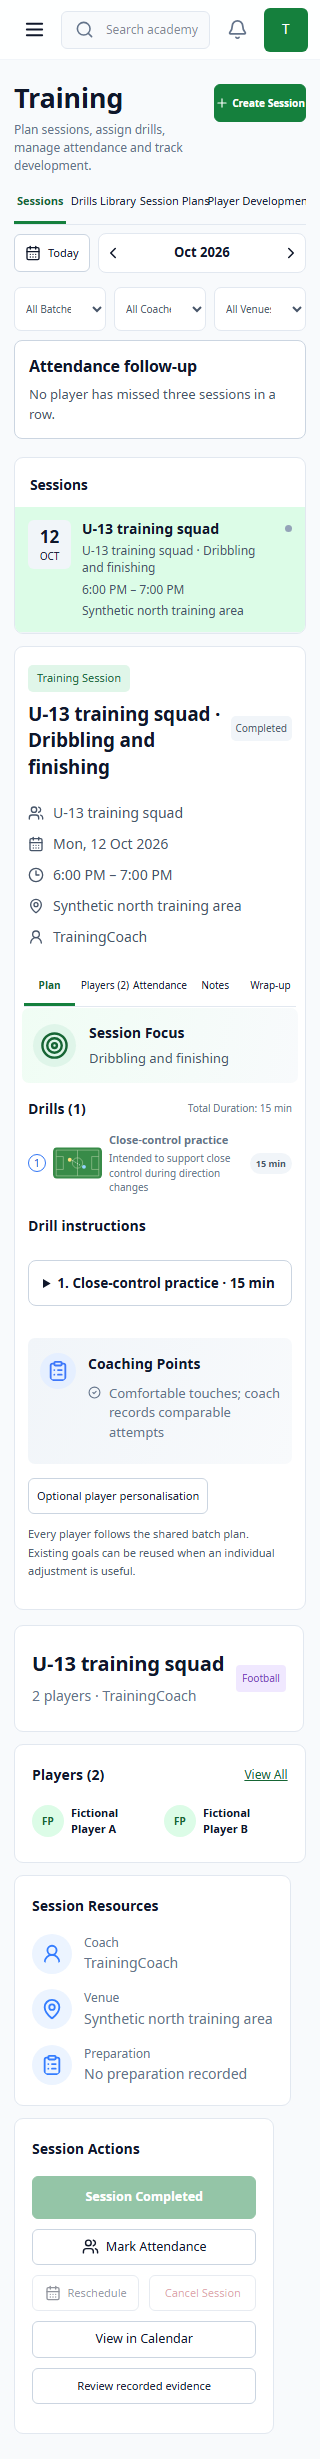 Search academy
T
Training
+ Create Session
Plan sessions, assign drills,
manage attendance and track
development.
Sessions Drills Library Session Plans Player Developmen
Today
Oct 2026
All Batche All Coach All Venue
Attendance follow-up
No player has missed three sessions in a
row.
Sessions
12
OCT
U-13 training squad
U-13 training squad · Dribbling
and finishing
6:00 PM – 7:00 PM
Synthetic north training area
Training Session
U-13 training squad ·
Dribbling and
finishing
Completed
U-13 training squad
Mon, 12 Oct 2026
6:00 PM – 7:00 PM
Synthetic north training area
TrainingCoach
Plan Players (2) Attendance Notes Wrap-up
Session Focus
Dribbling and finishing
Drills (1)
Total Duration: 15 min
1
Close-control practice
Intended to support close
control during direction
changes
15 min
Drill instructions
1. Close-control practice · 15 min
Coaching Points
Comfortable touches; coach
records comparable
attempts
Optional player personalisation
Every player follows the shared batch plan.
Existing goals can be reused when an individual
adjustment is useful.
U-13 training squad
2 players · TrainingCoach
Football
Players (2)
View All
FP
Fictional
Player A
FP
Fictional
Player B
Session Resources
Coach
TrainingCoach
Venue
Synthetic north training area
Preparation
No preparation recorded
Session Actions
Session Completed
Mark Attendance
Reschedule
Cancel Session
View in Calendar
Review recorded evidence